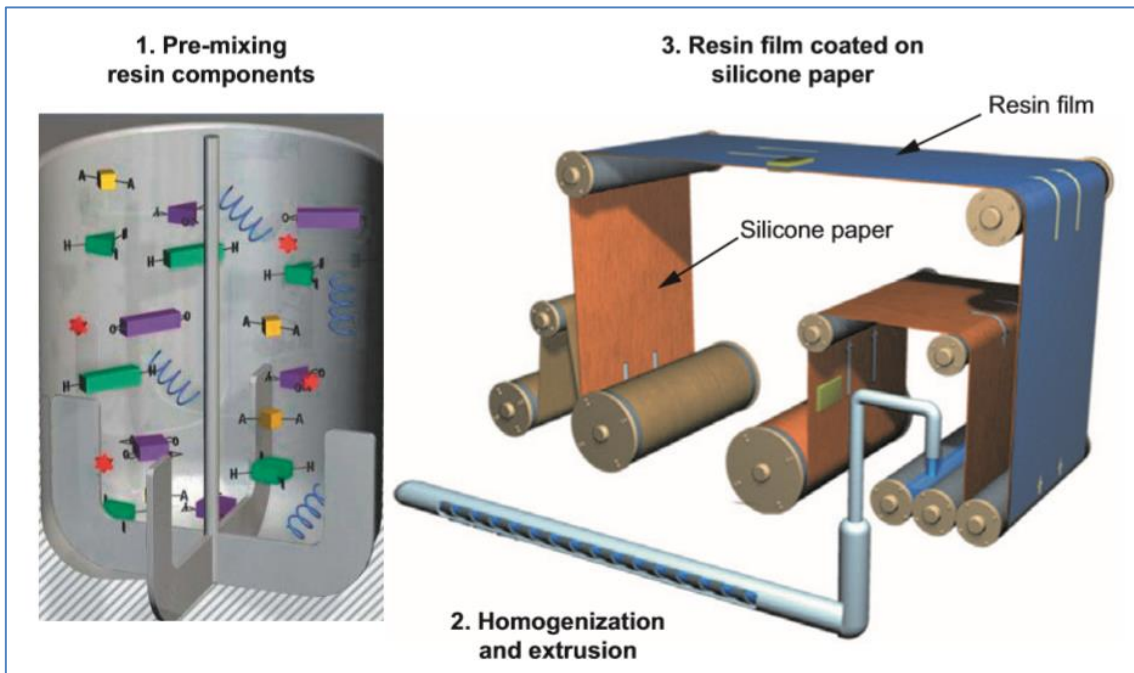 1. Pre-mixing
resin components
3. Resin film coated on
silicone paper
Resin film
Silicone paper
2. Homogenization
and extrusion
A A
A O
O
H
H H
H
O O
A A
H H
A O
A A
A O
H H
A
A